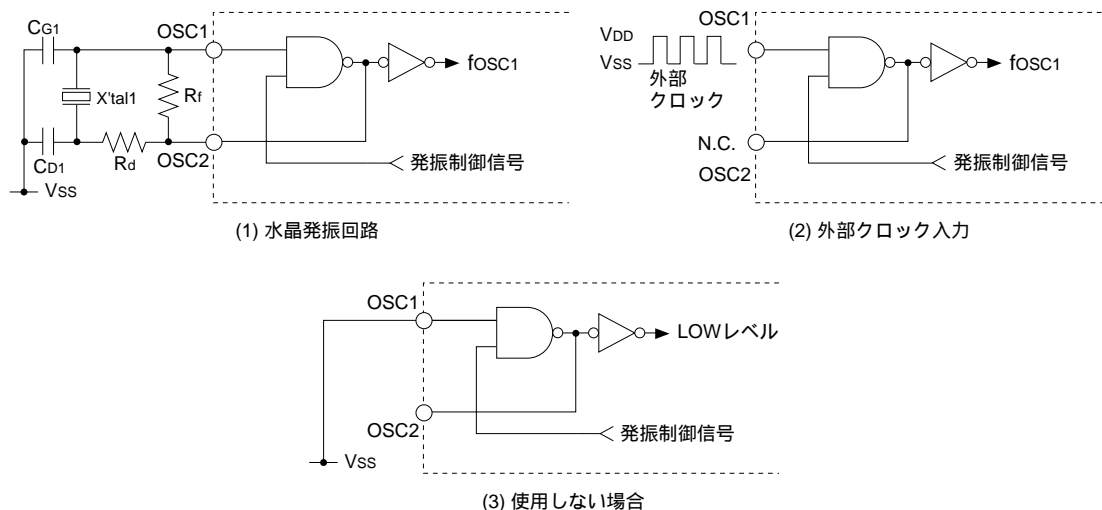 CG1
OSC1
fOSC1
X'tal1
Rf
CD1
Rd
OSC2
発振制御信号
VSS
(1) 水晶発振回路
OSC1
VDD
VSS
外部
クロック
fOSC1
N.C.
OSC2
発振制御信号
(2) 外部クロック入力
OSC1
LOWレベル
OSC2
発振制御信号
VSS
(3) 使用しない場合